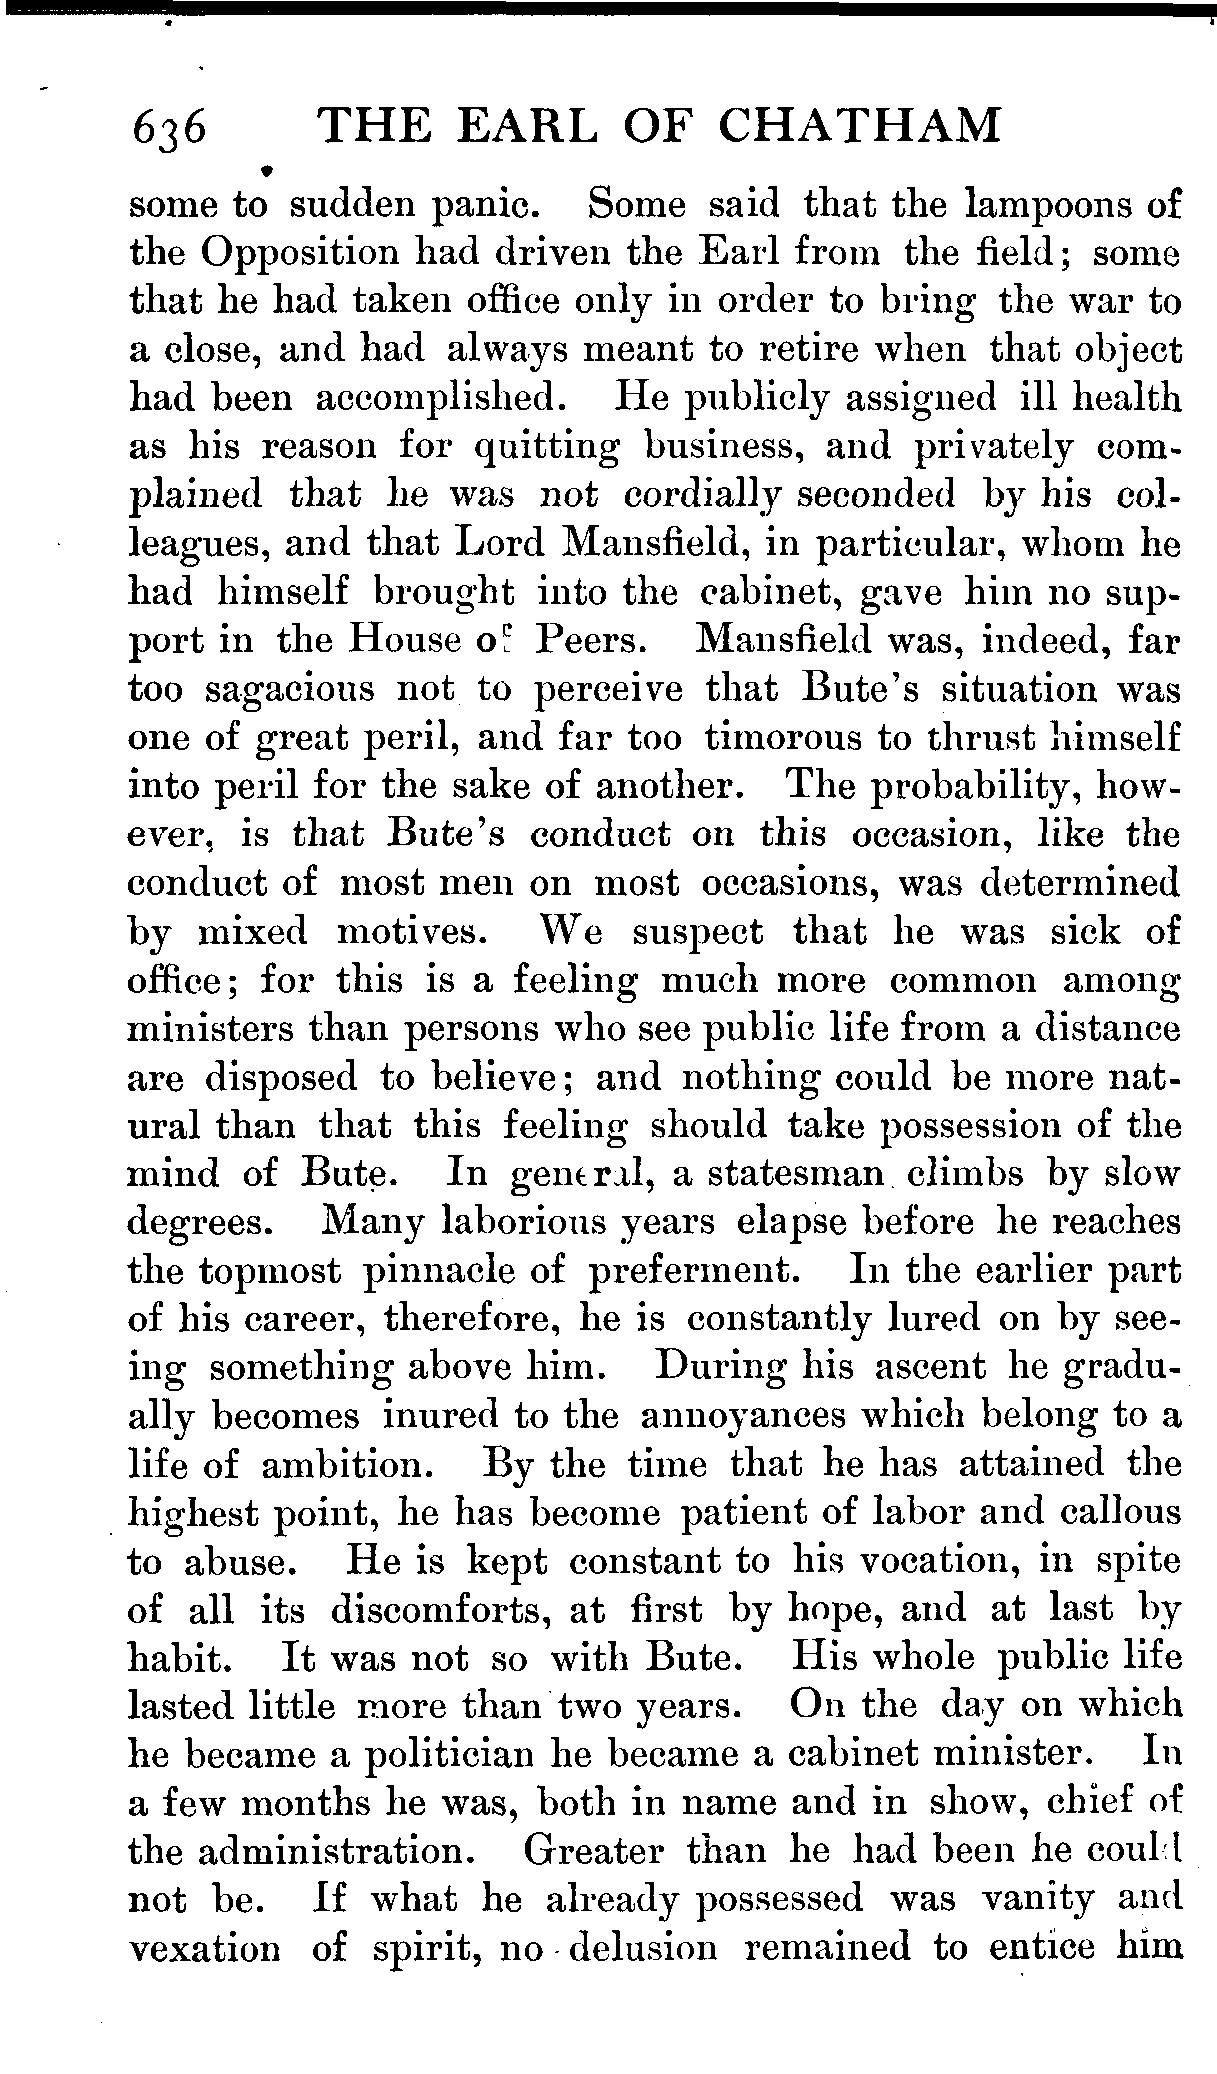 636 THE EARL OF CHATHAM
some to sudden panic. Some said that the lampoons of
the Opposition had driven the Earl from the field; some
that he had taken office only in order to bring the war to
a close, and had always meant to retire when that object
had been accomplished. He publicly assigned ill health
as his reason for quitting business, and privately com-
plained that he was not cordially seconded by his col-
leagues, and that Lord Mansfield, in particular, whom he
had himself brought into the cabinet, gave him no sup-
port in the House of Peers. Mansfield was, indeed, far
too sagacious not to perceive that Bute's situation was
one of great peril, and far too timorous to thrust himself
into peril for the sake of another. The probability, how-
ever, is that Bute's conduct on this occasion, like the
conduct of most men on most occasions, was determined
by mixed motives. We suspect that he was sick of
office; for this is a feeling much more common among
ministers than persons who see public life from a distance
are disposed to believe; and nothing could be more nat-
ural than that this feeling should take possession of the
mind of Bute. In general, a statesman climbs by slow
degrees. Many laborious years elapse before he reaches
the topmost pinnacle of preferment. In the earlier part
of his career, therefore, he is constantly lured on by see-
ing something above him. During his ascent he gradu-
ally becomes inured to the annoyances which belong to a
life of ambition. By the time that he has attained the
highest point, he has become patient of labor and callous
to abuse. He is kept constant to his vocation, in spite
of all its discomforts, at first by hope, and at last by
habit. It was not so with Bute. His whole public life
lasted little more than two years. On the day on which
he became a politician he became a cabinet minister. In
a few months he was, both in name and in show, chief of
the administration. Greater than he had been he could
not be. If what he already possessed was vanity and
vexation of spirit, no delusion remained to entice him